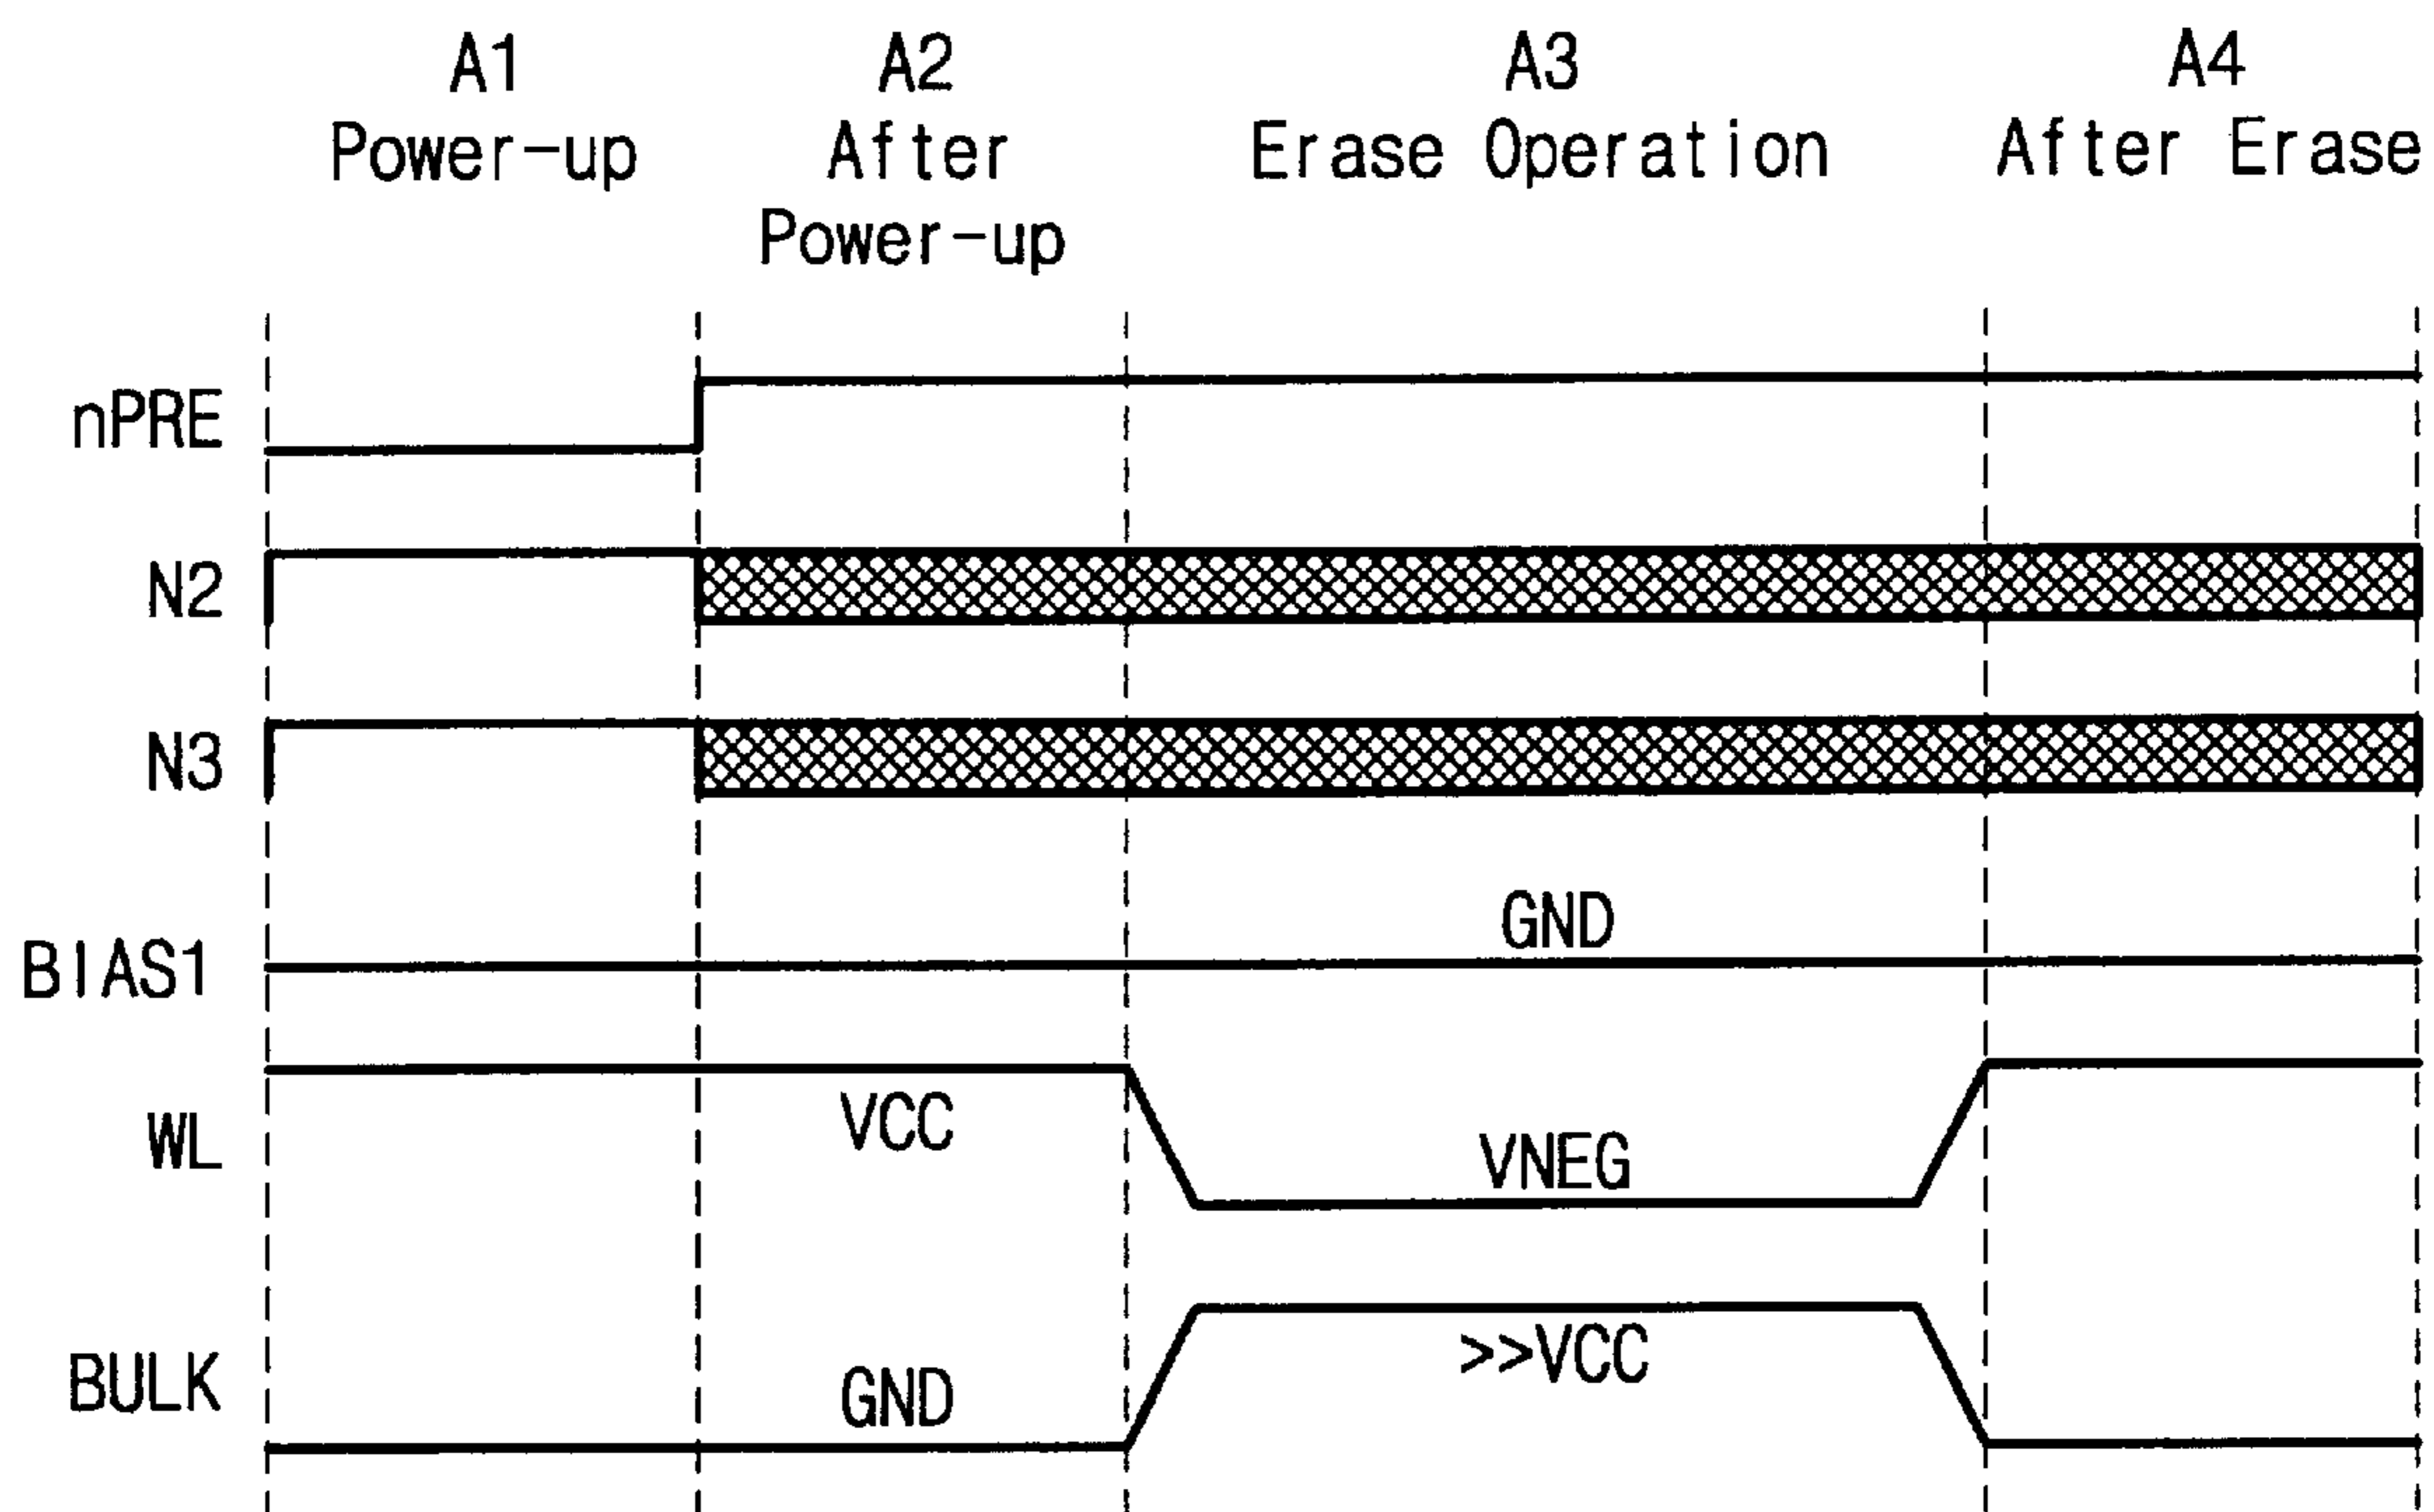 A1
Power-up
A2
After
Power-up
A3
Erase Operation
A4
After Erase
nPRE
N2
N3
BIAS1
GND
WL
VCC
VNEG
BULK
GND
>>VCC